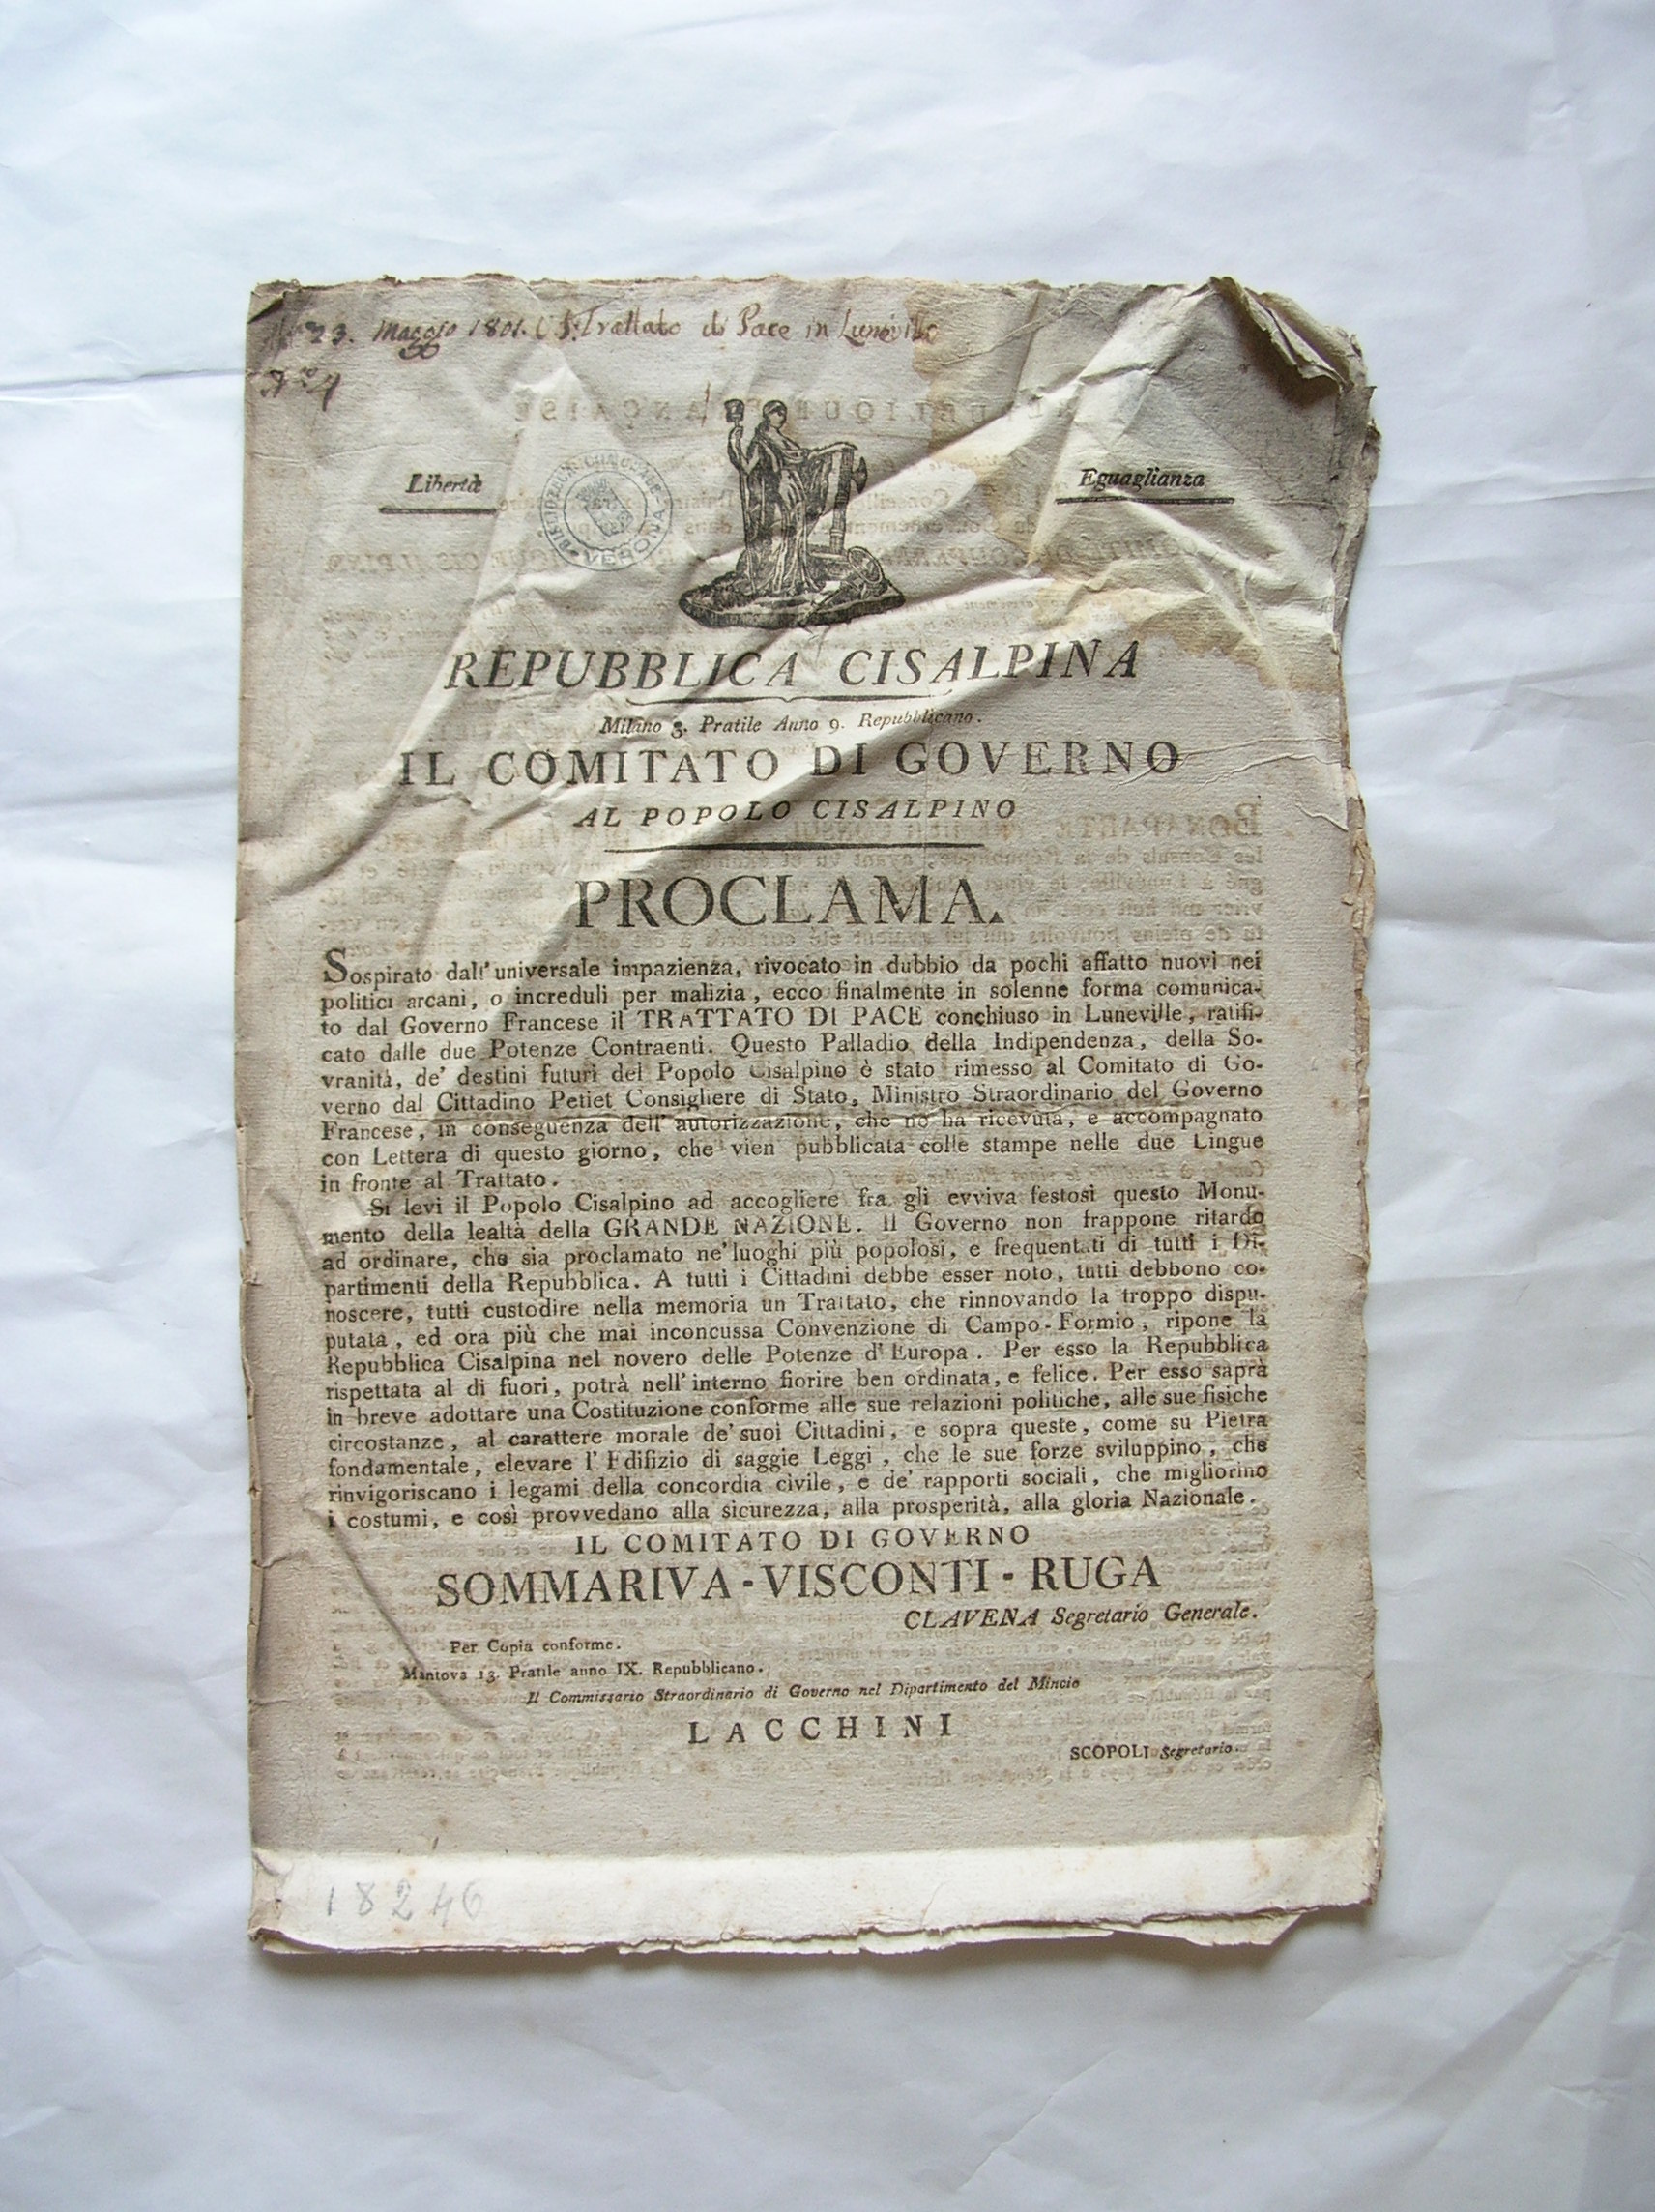 23. Maggio 1801. Trattato di Pace in Luneville
N.º 4
Libertà
Eguaglianza
BIBLIOTECA COMUNALE VERONA
REPUBBLICA CISALPINA
Milano 3. Pratile Anno 9. Repubblicano.
IL COMITATO DI GOVERNO
AL POPOLO CISALPINO
PROCLAMA.
Sospirato dall'universale impazienza, rivocato in dubbio da pochi affatto nuovi nei
politici arcani, o increduli per malizia, ecco finalmente in solenne forma comunica-
to dal Governo Francese il TRATTATO DI PACE conchiuso in Luneville, ratifi-
cato dalle due Potenze Contraenti. Questo Palladio della Indipendenza, della So-
vranità, de' destini futuri del Popolo Cisalpino è stato rimesso al Comitato di Go-
verno dal Cittadino Petiet Consigliere di Stato, Ministro Straordinario del Governo
Francese, in conseguenza dell'autorizzazione, che nò ha ricevuta, e accompagnato
con Lettera di questo giorno, che vien pubblicata colle stampe nelle due Lingue
in fronte al Trattato.
Si levi il Popolo Cisalpino ad accogliere fra gli evviva festosi questo Monu-
mento della lealtà della GRANDE NAZIONE. Il Governo non frappone ritardo
ad ordinare, che sia proclamato ne'luoghi più popolosi, e frequentati di tutti i Di-
partimenti della Repubblica. A tutti i Cittadini debbe esser noto, tutti debbono co-
noscere, tutti custodire nella memoria un Trattato, che rinnovando la troppo dispu-
putata, ed ora più che mai inconcussa Convenzione di Campo-Formio, ripone la
Repubblica Cisalpina nel novero delle Potenze d'Europa. Per esso la Repubblica
rispettata al di fuori, potrà nell'interno fiorire ben ordinata, e felice. Per esso saprà
in breve adottare una Costituzione conforme alle sue relazioni politiche, alle sue fisiche
circostanze, al carattere morale de'suoi Cittadini, e sopra queste, come su Pietra
fondamentale, elevare l'Edifizio di saggie Leggi, che le sue forze sviluppino, che
rinvigoriscano i legami della concordia civile, e de' rapporti sociali, che migliorino
i costumi, e così provvedano alla sicurezza, alla prosperità, alla gloria Nazionale.
IL COMITATO DI GOVERNO
SOMMARIVA - VISCONTI - RUGA
CLAVENA Segretario Generale.
Per Copia conforme.
Mantova 13. Pratile anno IX. Repubblicano.
Il Commissario Straordinario di Governo nel Dipartimento del Mincio
LACCHINI
SCOPOLI Segretario.
18246